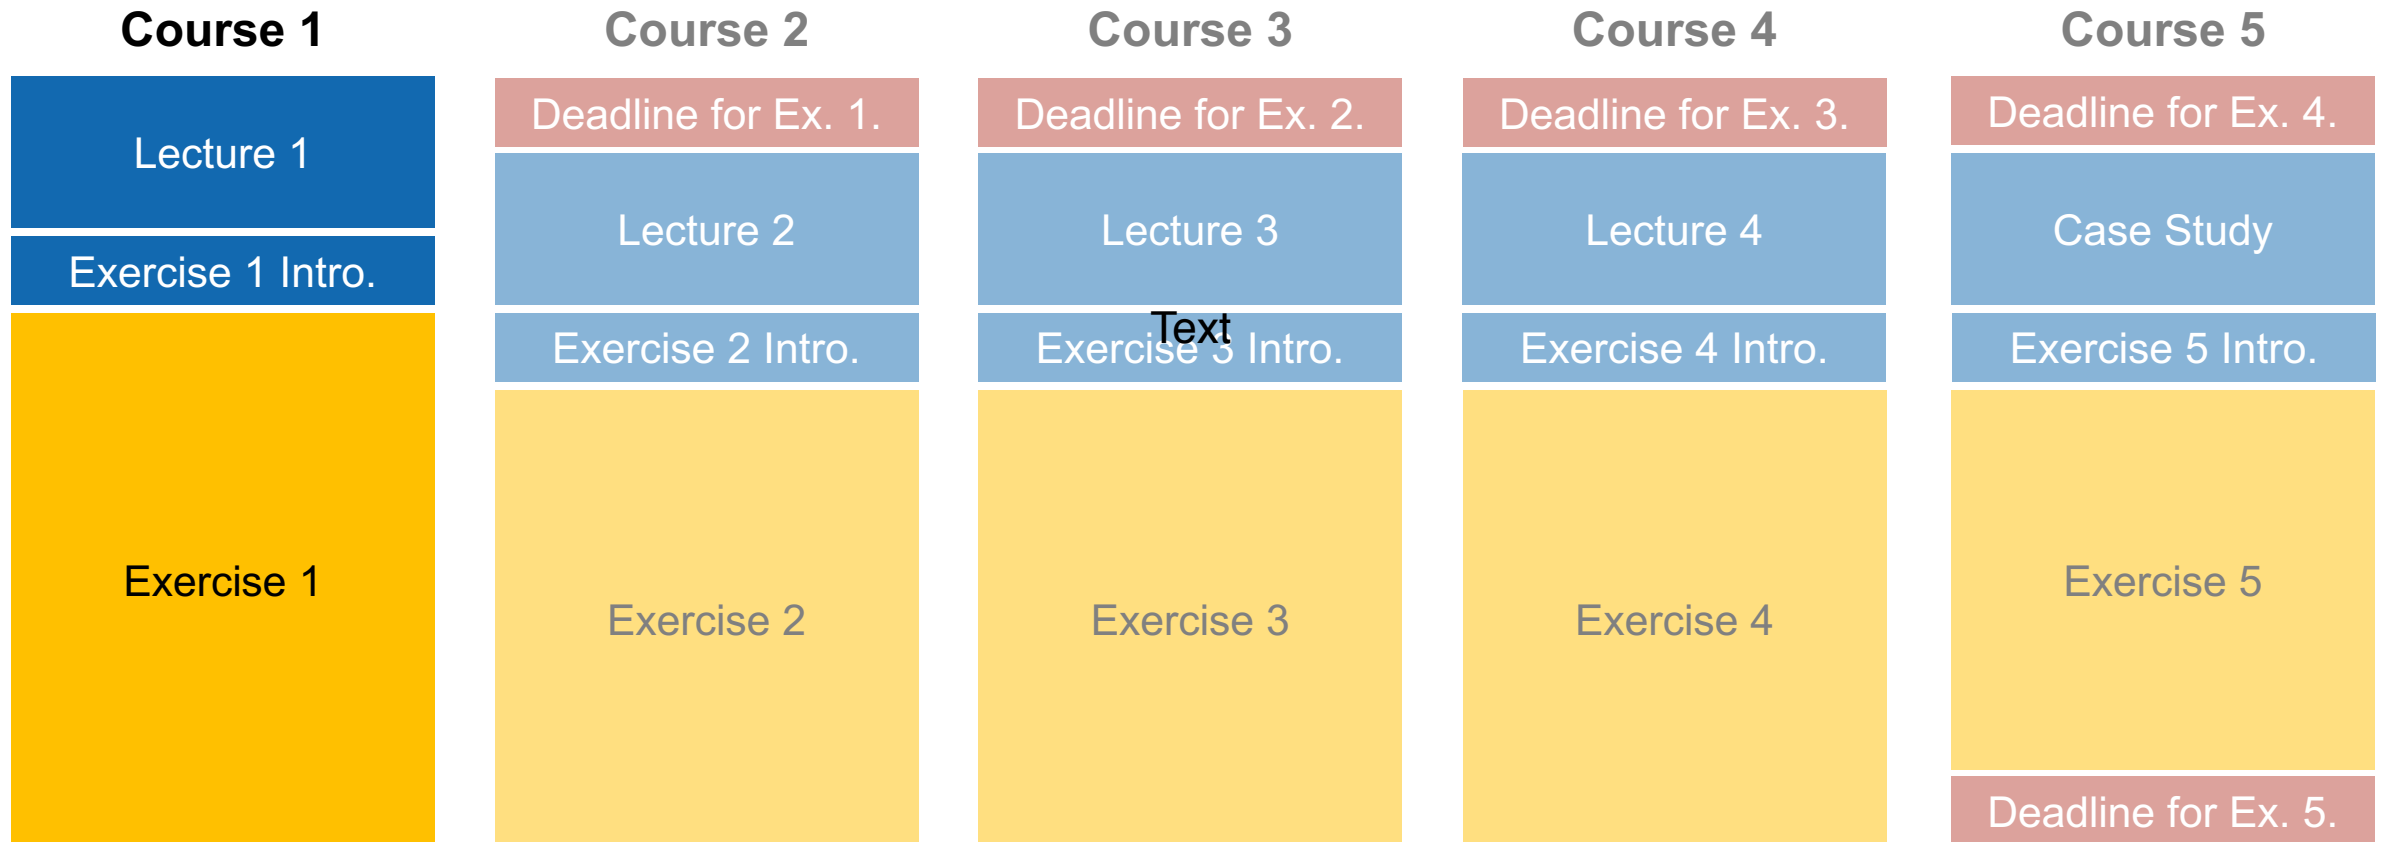 Course 1
Lecture 1
Exercise 1 Intro.
Exercise 1
Course 2
Deadline for Ex. 1.
Lecture 2
Exercise 2 Intro.
Exercise 2
Course 3
Deadline for Ex. 2.
Lecture 3
Text
Exercise 3 Intro.
Exercise 3
Course 4
Deadline for Ex. 3.
Lecture 4
Exercise 4 Intro.
Exercise 4
Course 5
Deadline for Ex. 4.
Case Study
Exercise 5 Intro.
Exercise 5
Deadline for Ex. 5.